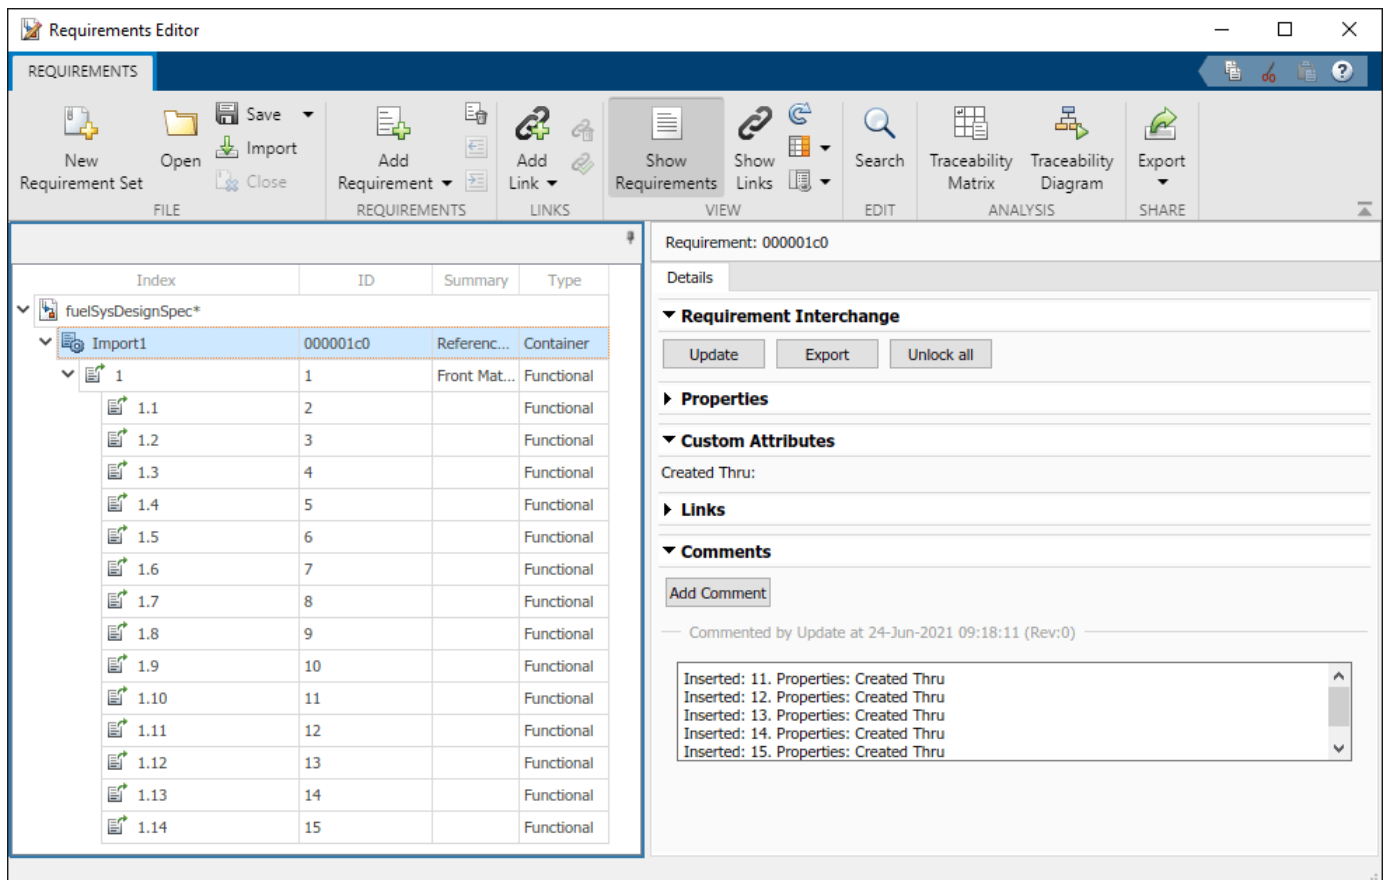 Requirements Editor
REQUIREMENTS
New Requirement Set
Open
Save
Import
Close
FILE
Add Requirement
REQUIREMENTS
Add Link
LINKS
Show Requirements
Show Links
VIEW
Search
EDIT
Traceability Matrix
Traceability Diagram
ANALYSIS
Export
SHARE
Index ID Summary Type
fuelSysDesignSpec*
Import1 000001c0 Referenc... Container
1 1 Front Mat... Functional
1.1 2 Functional
1.2 3 Functional
1.3 4 Functional
1.4 5 Functional
1.5 6 Functional
1.6 7 Functional
1.7 8 Functional
1.8 9 Functional
1.9 10 Functional
1.10 11 Functional
1.11 12 Functional
1.12 13 Functional
1.13 14 Functional
1.14 15 Functional
Requirement: 000001c0
Details
Requirement Interchange
Update Export Unlock all
Properties
Custom Attributes
Created Thru:
Links
Comments
Add Comment
Commented by Update at 24-Jun-2021 09:18:11 (Rev:0)
Inserted: 11. Properties: Created Thru
Inserted: 12. Properties: Created Thru
Inserted: 13. Properties: Created Thru
Inserted: 14. Properties: Created Thru
Inserted: 15. Properties: Created Thru